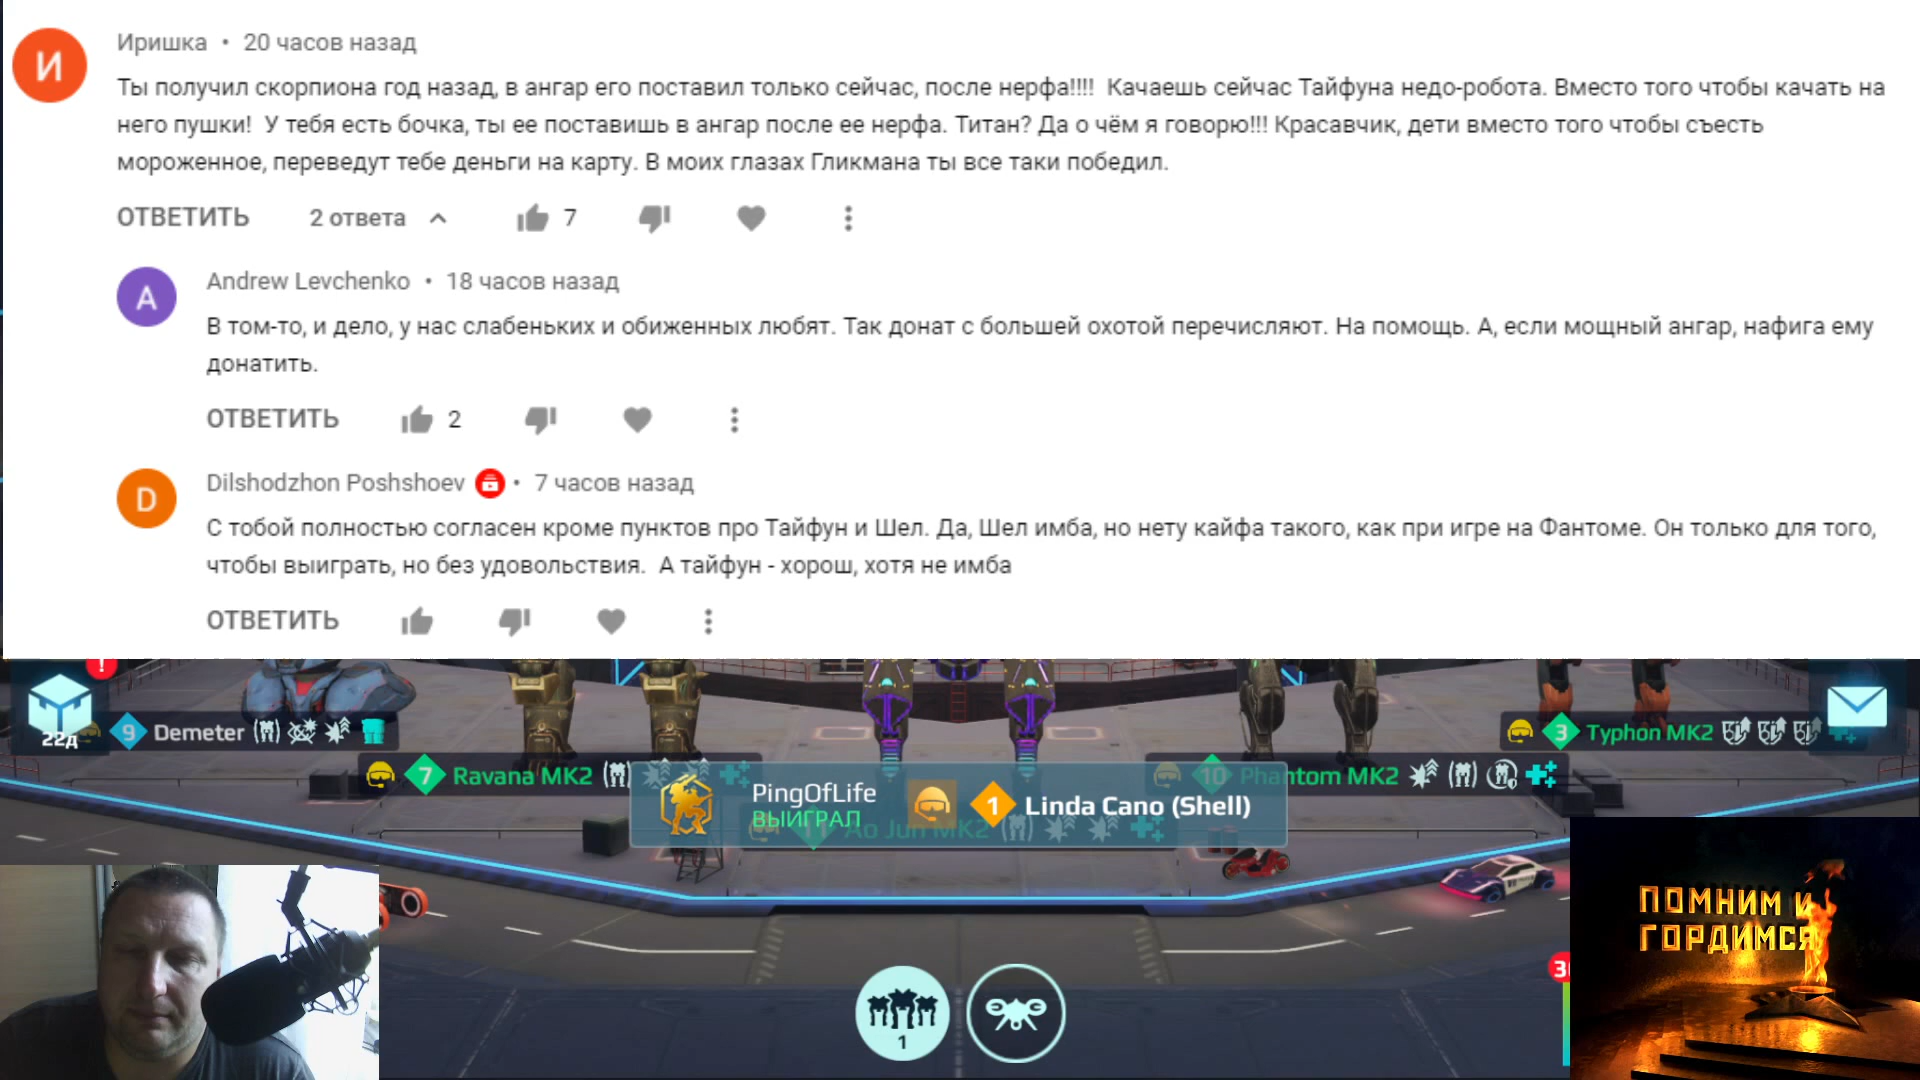 И
Иришка • 20 часов назад
Ты получил скорпиона год назад, в ангар его поставил только сейчас, после нерфа!!!! Качаешь сейчас Тайфуна недо-робота. Вместо того чтобы качать на
него пушки! У тебя есть бочка, ты ее поставишь в ангар после ее нерфа. Титан? Да о чём я говорю!!! Красавчик, дети вместо того чтобы съесть
мороженное, переведут тебе деньги на карту. В моих глазах Гликмана ты все таки победил.
ОТВЕТИТЬ 2 ответа 7
A
Andrew Levchenko • 18 часов назад
В том-то, и дело, у нас слабеньких и обиженных любят. Так донат с большей охотой перечисляют. На помощь. А, если мощный ангар, нафига ему
донатить.
ОТВЕТИТЬ 2
D
Dilshodzhon Poshshoev • 7 часов назад
С тобой полностью согласен кроме пунктов про Тайфун и Шел. Да, Шел имба, но нету кайфа такого, как при игре на Фантоме. Он только для того,
чтобы выиграть, но без удовольствия. А тайфун - хорош, хотя не имба
ОТВЕТИТЬ
!
22д
9 Demeter
3 Typhon MK2
7 Ravana MK2
10 Phantom MK2
PingOfLife
ВЫИГРАЛ
1 Linda Cano (Shell)
Ao Jun MK2
ПОМНИМ И
ГОРДИМСЯ
1